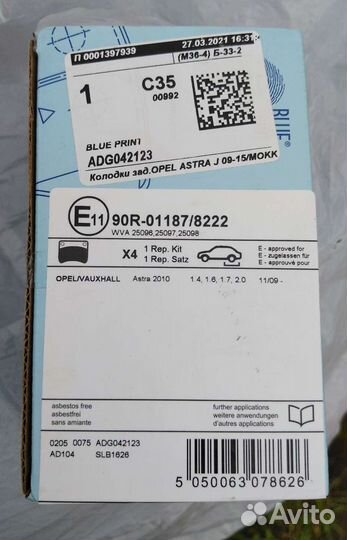 П 0001397939
27.03.2021 16:31
(М36-4) Б-33-2
1
C35
00992
BLUE PRINT
ADG042123
Колодки зад.OPEL ASTRA J 09-15/МОКК
E11 90R-01187/8222
WVA 25096,25097,25098
X4
1 Rep. Kit
1 Rep. Satz
E - approved for
E - zugelassen für
E - approuvé pour
OPEL/VAUXHALL Astra 2010 1.4, 1.6, 1.7, 2.0 11/09 -
asbestos free
asbestfrei
sans amiante
further applications
weitere anwendungen
d'autres applications
0205 0075 ADG042123
AD104 SLB1626
5 050063 078626
Avito